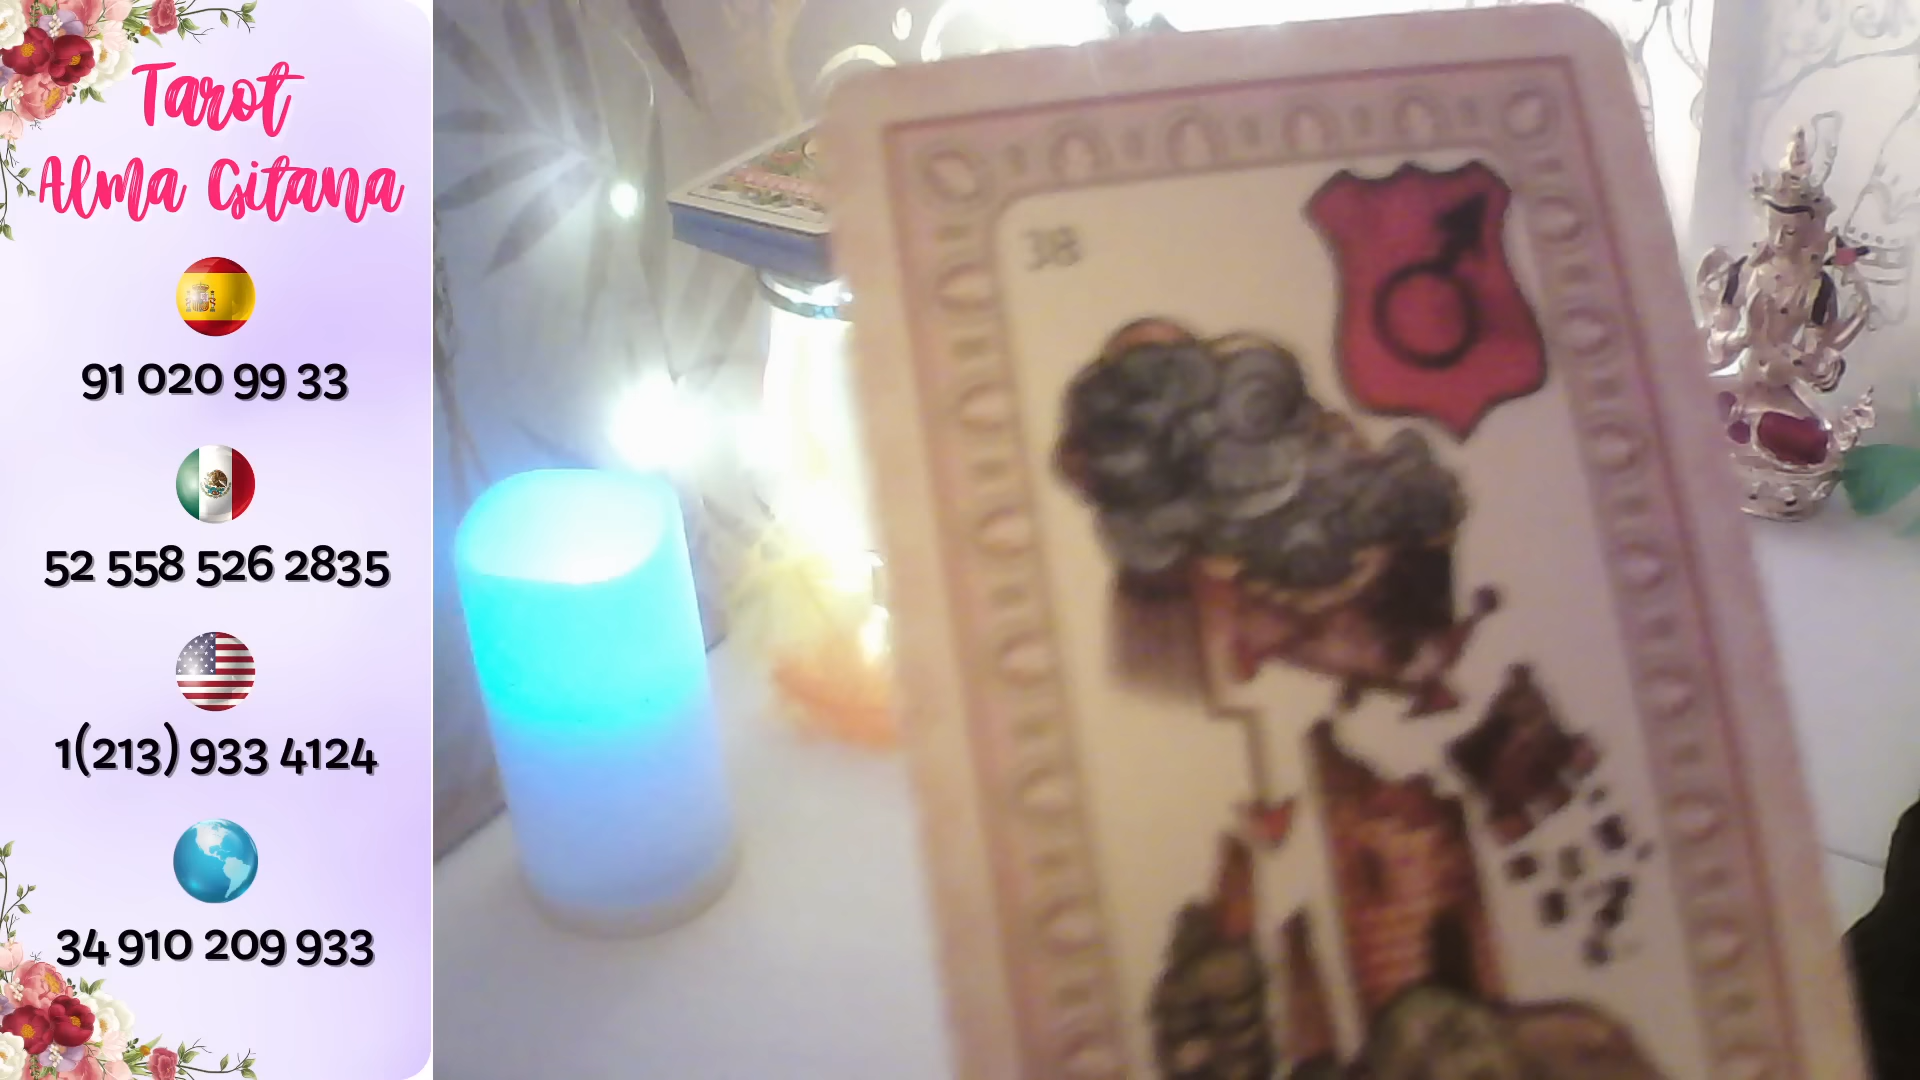 Tarot
Alma Gitana
91 020 99 33
52 558 526 2835
1(213) 933 4124
34 910 209 933